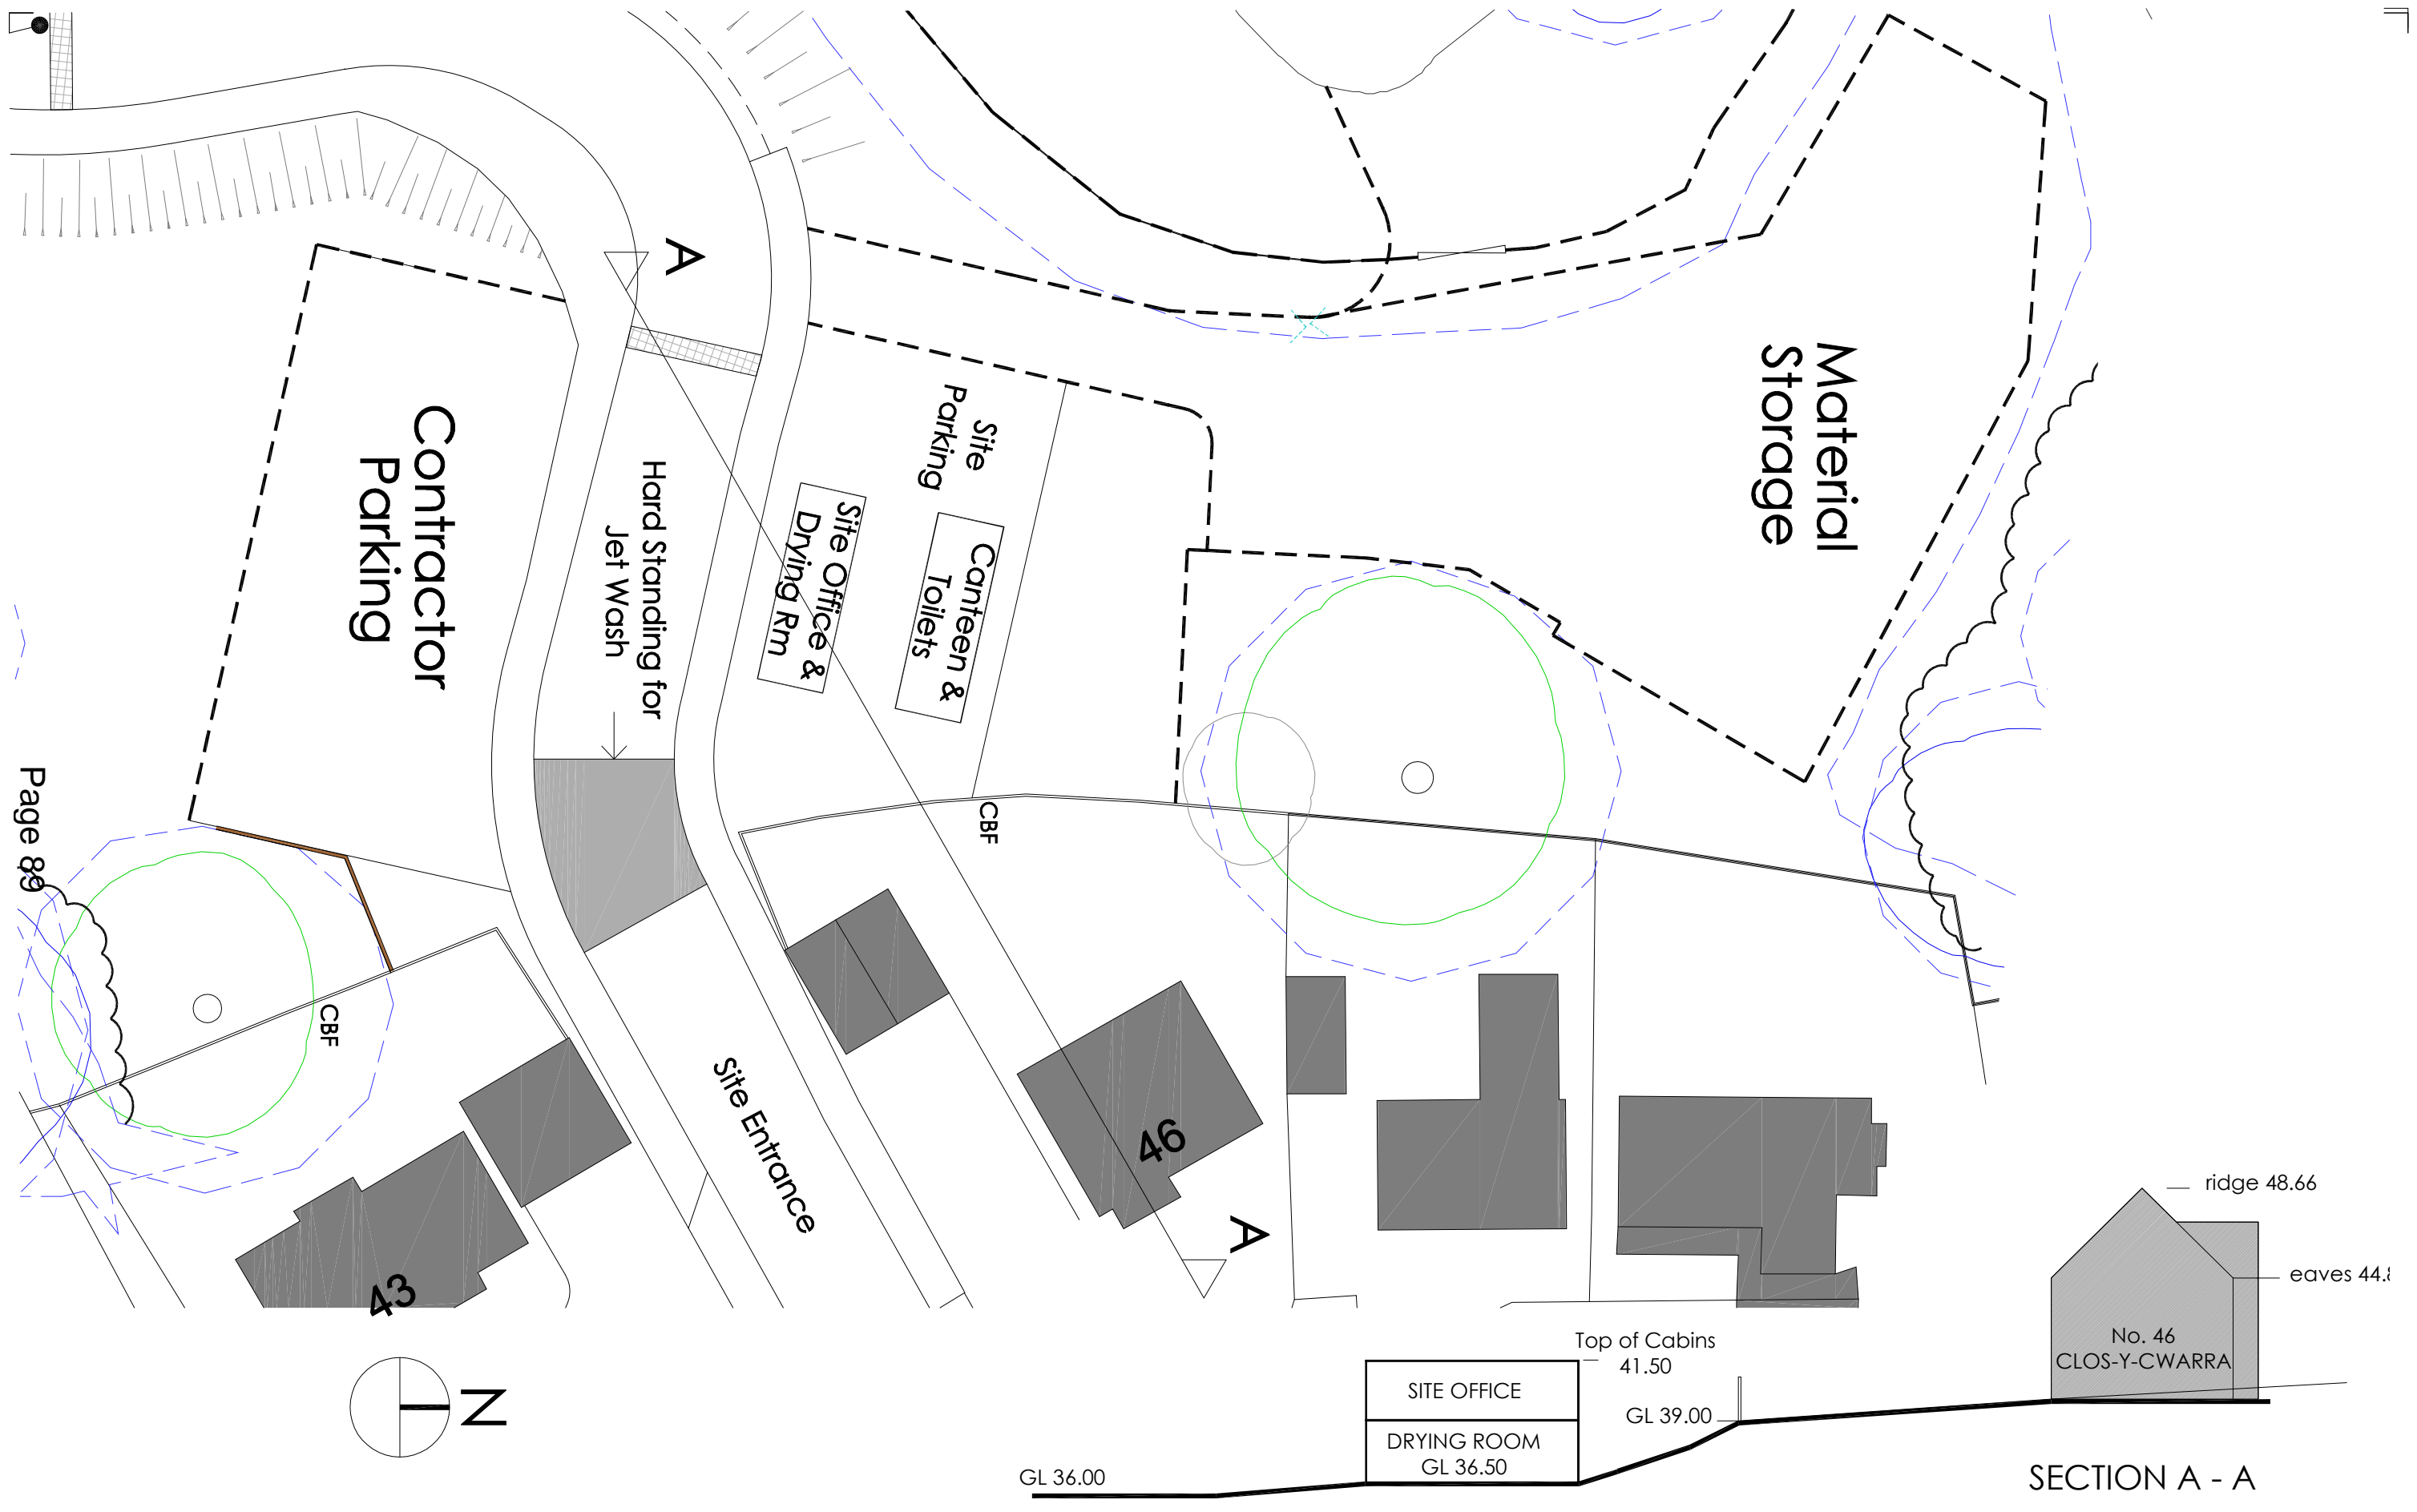 A
Material
Storage
Site
Parking
Contractor
Parking
Hard Standing for
Jet Wash
Site Office &
Drying Rm
Canteen &
Toilets
Page 89
CBF
CBF
Site Entrance
46
A
43
N
ridge 48.66
eaves 44.8
No. 46
CLOS-Y-CWARRA
Top of Cabins
41.50
SITE OFFICE
GL 39.00
DRYING ROOM
GL 36.50
GL 36.00
SECTION A - A